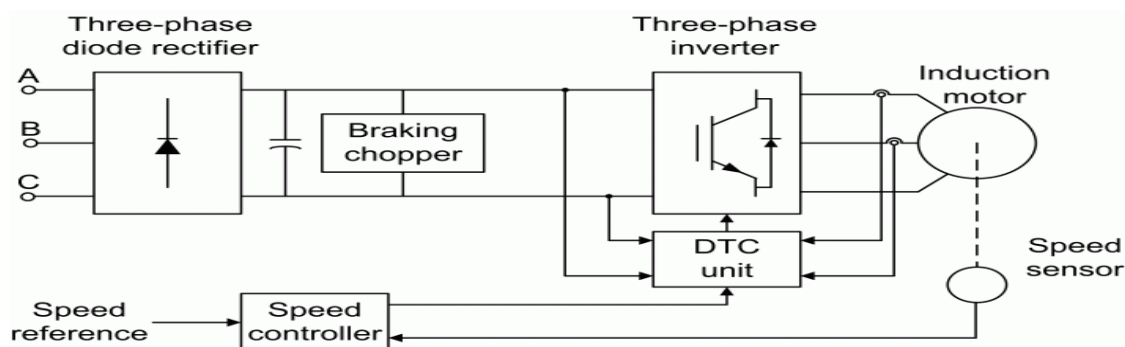 Three-phase
diode rectifier
Three-phase
inverter
Induction
motor
A
B
C
Braking
chopper
DTC
unit
Speed
sensor
Speed
reference
Speed
controller